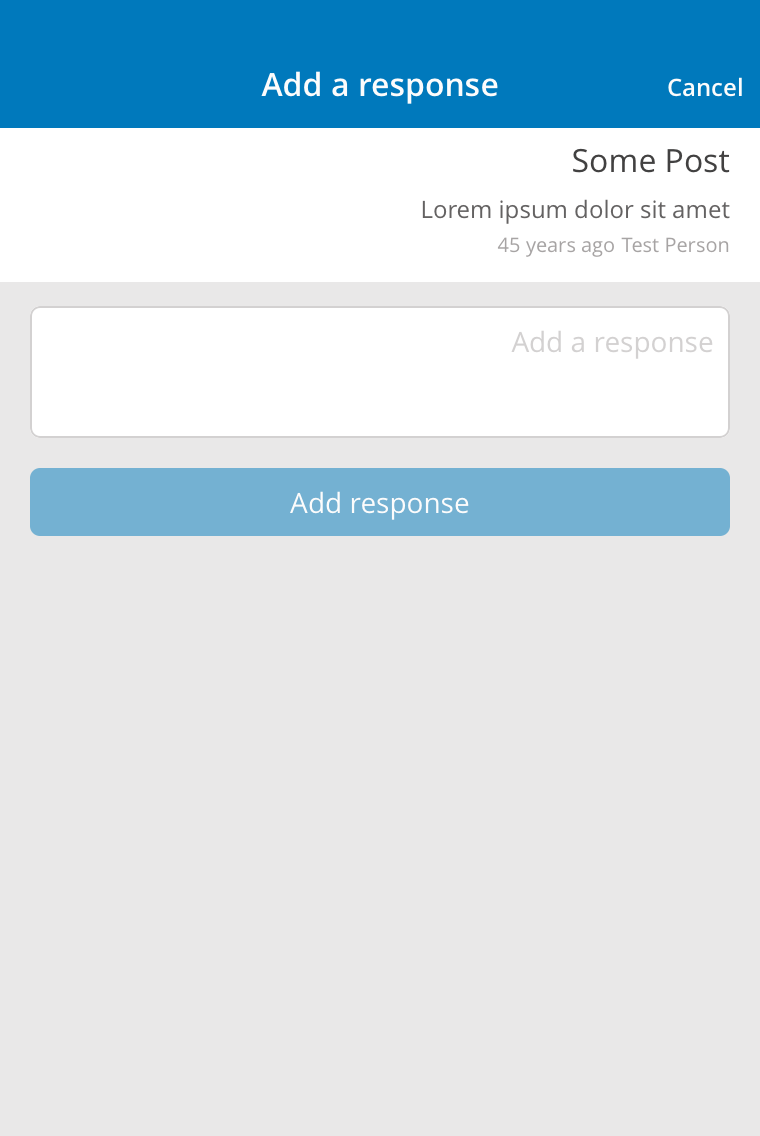 Add a response
Cancel
Some Post
Lorem ipsum dolor sit amet
45 years ago Test Person
Add a response
Add response